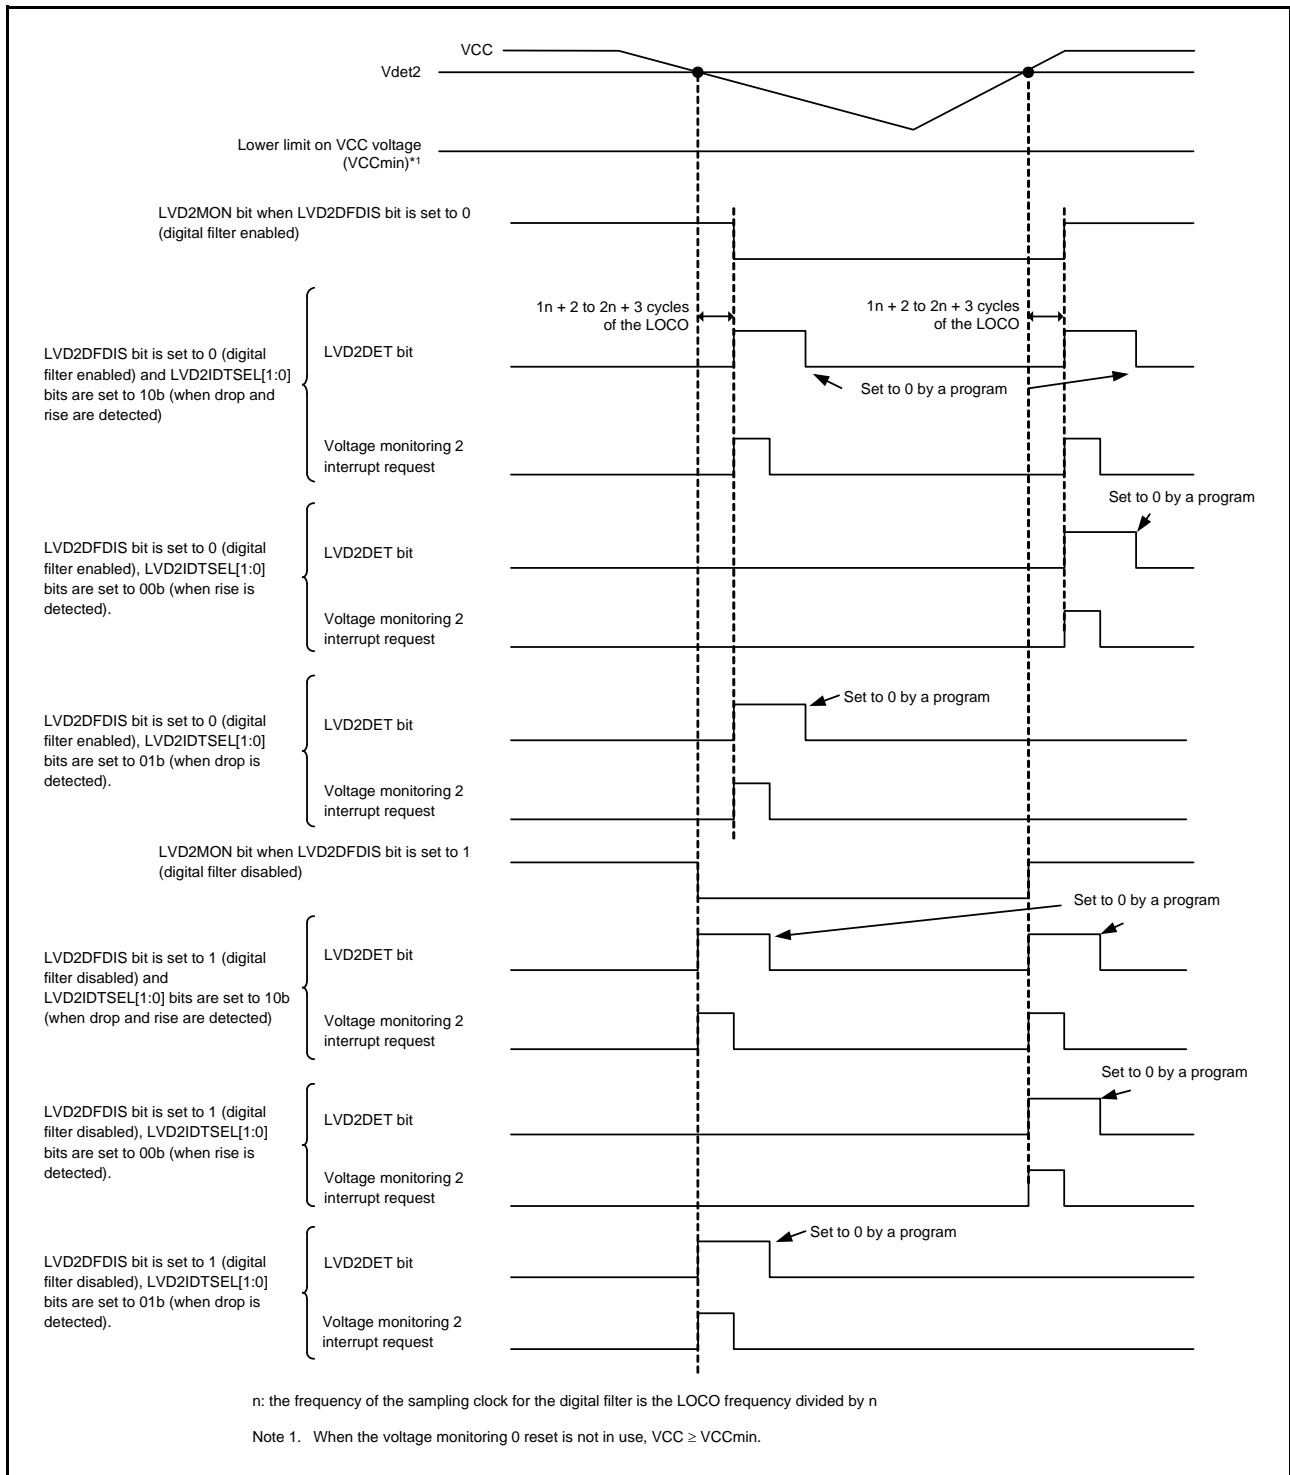 VCC
Vdet2
Lower limit on VCC voltage
(VCCmin)*1
LVD2MON bit when LVD2DFDIS bit is set to 0
(digital filter enabled)
1n + 2 to 2n + 3 cycles
of the LOCO
1n + 2 to 2n + 3 cycles
of the LOCO
LVD2DFDIS bit is set to 0 (digital
filter enabled) and LVD2IDTSEL[1:0]
bits are set to 10b (when drop and
rise are detected)
LVD2DET bit
Set to 0 by a program
Voltage monitoring 2
interrupt request
Set to 0 by a program
LVD2DFDIS bit is set to 0 (digital
filter enabled), LVD2IDTSEL[1:0]
bits are set to 00b (when rise is
detected).
LVD2DET bit
Voltage monitoring 2
interrupt request
Set to 0 by a program
LVD2DFDIS bit is set to 0 (digital
filter enabled), LVD2IDTSEL[1:0]
bits are set to 01b (when drop is
detected).
LVD2DET bit
Voltage monitoring 2
interrupt request
LVD2MON bit when LVD2DFDIS bit is set to 1
(digital filter disabled)
Set to 0 by a program
LVD2DFDIS bit is set to 1 (digital
filter disabled) and
LVD2IDTSEL[1:0] bits are set to 10b
(when drop and rise are detected)
LVD2DET bit
Voltage monitoring 2
interrupt request
Set to 0 by a program
LVD2DFDIS bit is set to 1 (digital
filter disabled), LVD2IDTSEL[1:0]
bits are set to 00b (when rise is
detected).
LVD2DET bit
Voltage monitoring 2
interrupt request
Set to 0 by a program
LVD2DFDIS bit is set to 1 (digital
filter disabled), LVD2IDTSEL[1:0]
bits are set to 01b (when drop is
detected).
LVD2DET bit
Voltage monitoring 2
interrupt request
n: the frequency of the sampling clock for the digital filter is the LOCO frequency divided by n
Note 1. When the voltage monitoring 0 reset is not in use, VCC ≥ VCCmin.